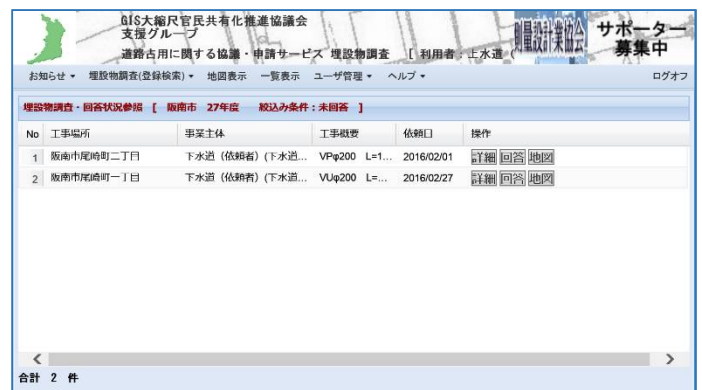 GIS大縮尺官民共有化推進協議会
支援グループ
道路占用に関する協議・申請サービス 埋設物調査 [ 利用者:上水道 (
測量設計業協会
サポーター
募集中
お知らせ ▼ 埋設物調査(登録検索) ▼ 地図表示 一覧表示 ユーザ管理 ▼ ヘルプ ▼ ログオフ
埋設物調査・回答状況参照 [ 阪南市 27年度 絞込み条件:未回答 ]
No 工事場所 事業主体 工事概要 依頼日 操作
1 阪南市尾崎町二丁目 下水道(依頼者)(下水道... VPφ200 L=1... 2016/02/01 詳細 回答 地図
2 阪南市尾崎町一丁目 下水道(依頼者)(下水道... VUφ200 L=... 2016/02/27 詳細 回答 地図
合計 2 件